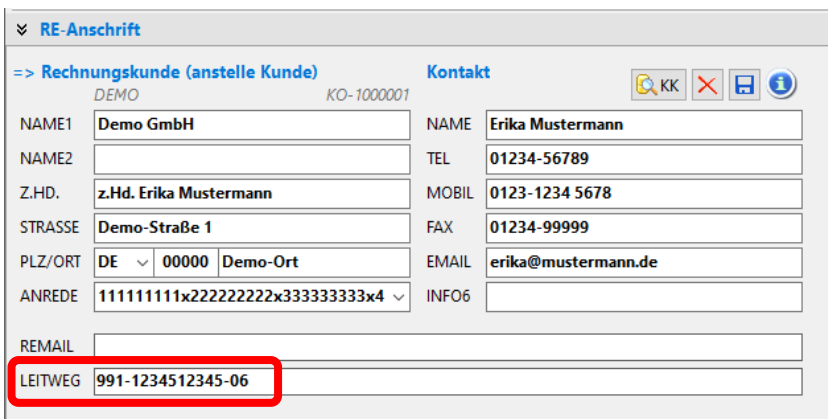 RE-Anschrift
=> Rechnungskunde (anstelle Kunde)
DEMO KO-1000001
NAME1 Demo GmbH
NAME2
Z.HD. z.Hd. Erika Mustermann
STRASSE Demo-Straße 1
PLZ/ORT DE 00000 Demo-Ort
ANREDE 111111111x222222222x333333333x4
Kontakt
KK
NAME Erika Mustermann
TEL 01234-56789
MOBIL 0123-1234 5678
FAX 01234-99999
EMAIL erika@mustermann.de
INFO6
REMAIL
LEITWEG 991-1234512345-06